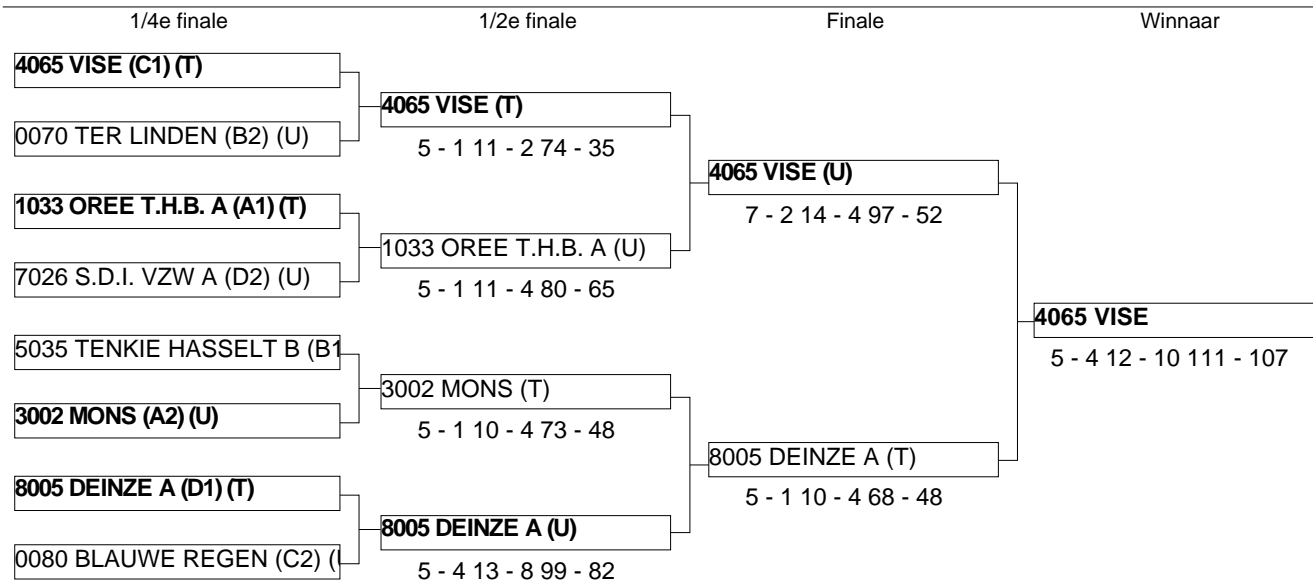 1/4e finale
1/2e finale
Finale
Winnaar
4065 VISE (C1) (T)
0070 TER LINDEN (B2) (U)
1033 OREE T.H.B. A (A1) (T)
7026 S.D.I. VZW A (D2) (U)
5035 TENKIE HASSELT B (B1
3002 MONS (A2) (U)
8005 DEINZE A (D1) (T)
0080 BLAUWE REGEN (C2) (
4065 VISE (T)
5 - 1 11 - 2 74 - 35
1033 OREE T.H.B. A (U)
5 - 1 11 - 4 80 - 65
3002 MONS (T)
5 - 1 10 - 4 73 - 48
8005 DEINZE A (U)
5 - 4 13 - 8 99 - 82
4065 VISE (U)
7 - 2 14 - 4 97 - 52
8005 DEINZE A (T)
5 - 1 10 - 4 68 - 48
4065 VISE
5 - 4 12 - 10 111 - 107